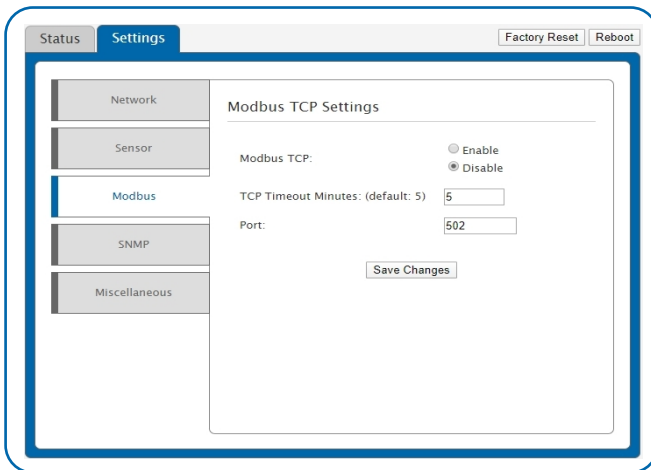 Status Settings Factory Reset Reboot
Network
Sensor
Modbus
SNMP
Miscellaneous
Modbus TCP Settings
Modbus TCP: Enable
Disable
TCP Timeout Minutes: (default: 5) 5
Port: 502
Save Changes